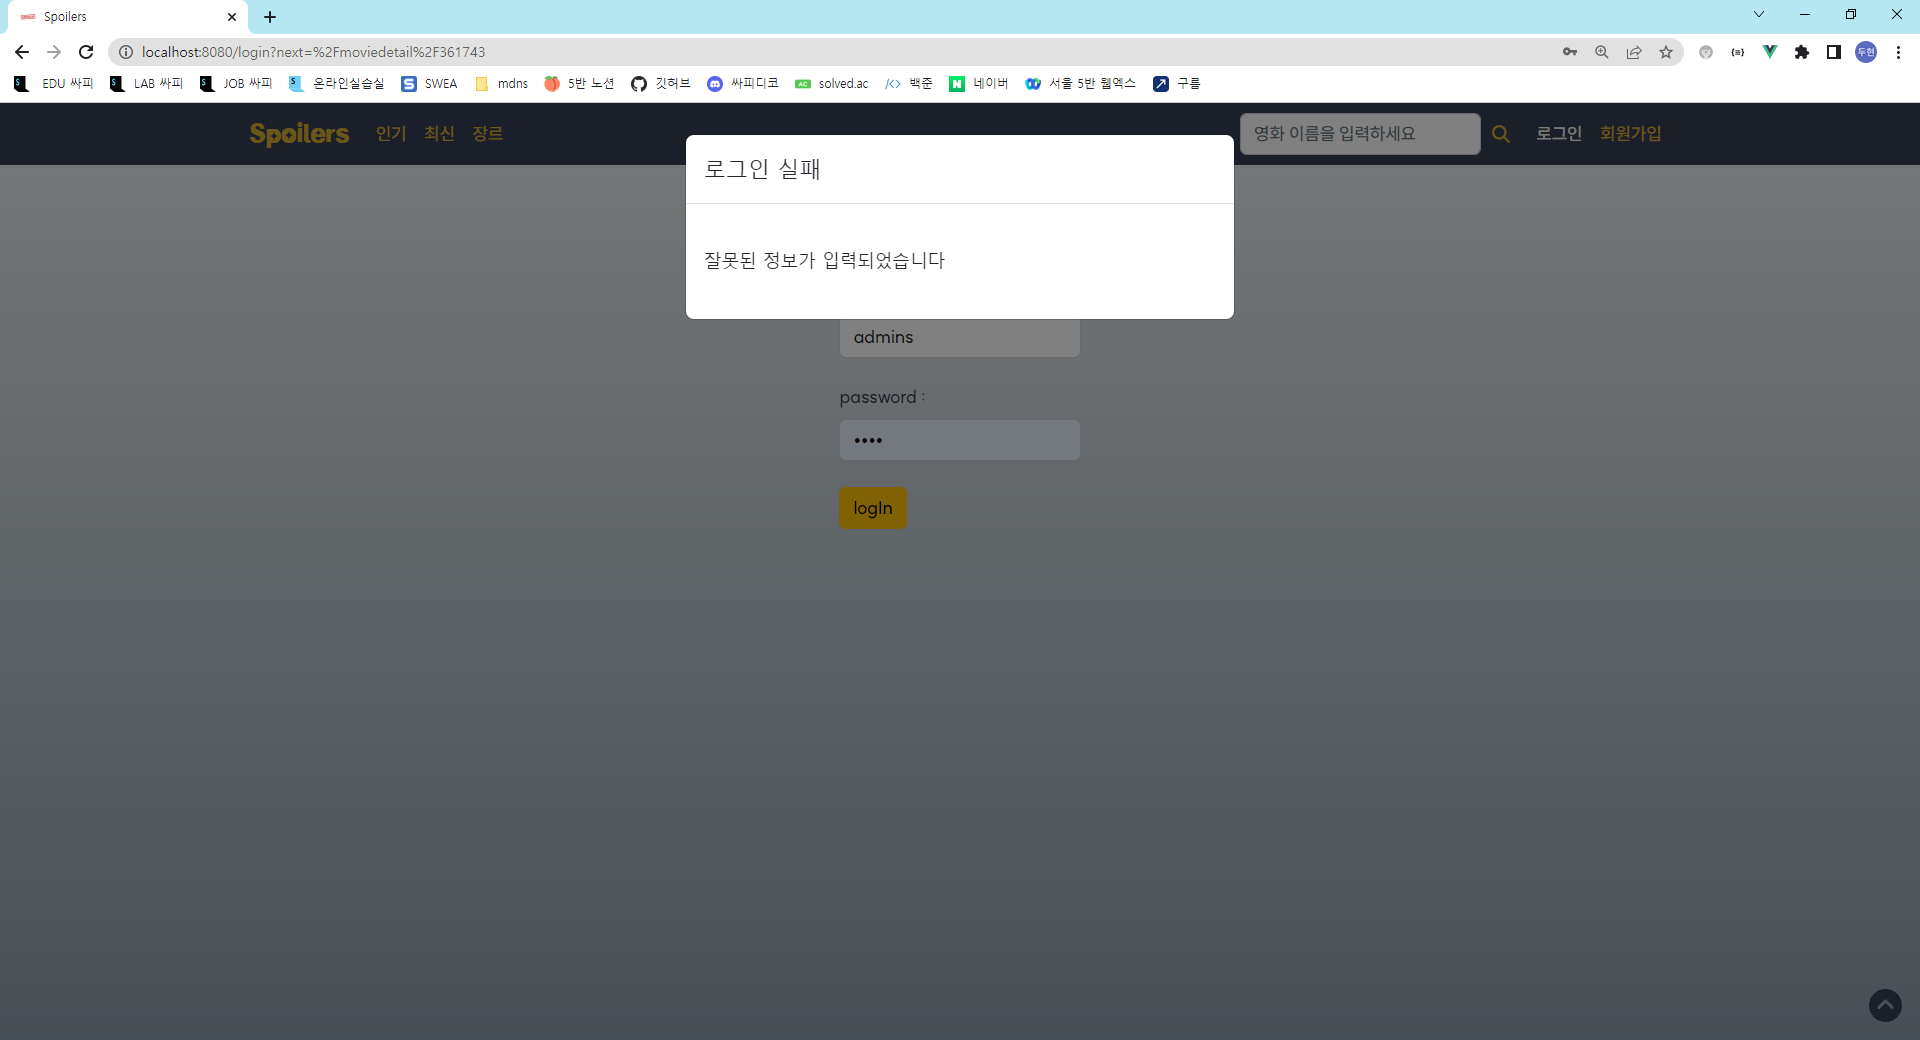 Spoilers
localhost:8080/login?next=%2Fmoviedetail%2F361743
EDU 싸피 LAB 싸피 JOB 싸피 온라인실습실 SWEA mdns 5반 노션 깃허브 싸피디코 solved.ac 백준 네이버 서울 5반 웹엑스 구름
Spoilers 인기 최신 장르 영화 이름을 입력하세요 로그인 회원가입
로그인 실패
잘못된 정보가 입력되었습니다
admins
password :
••••
logIn